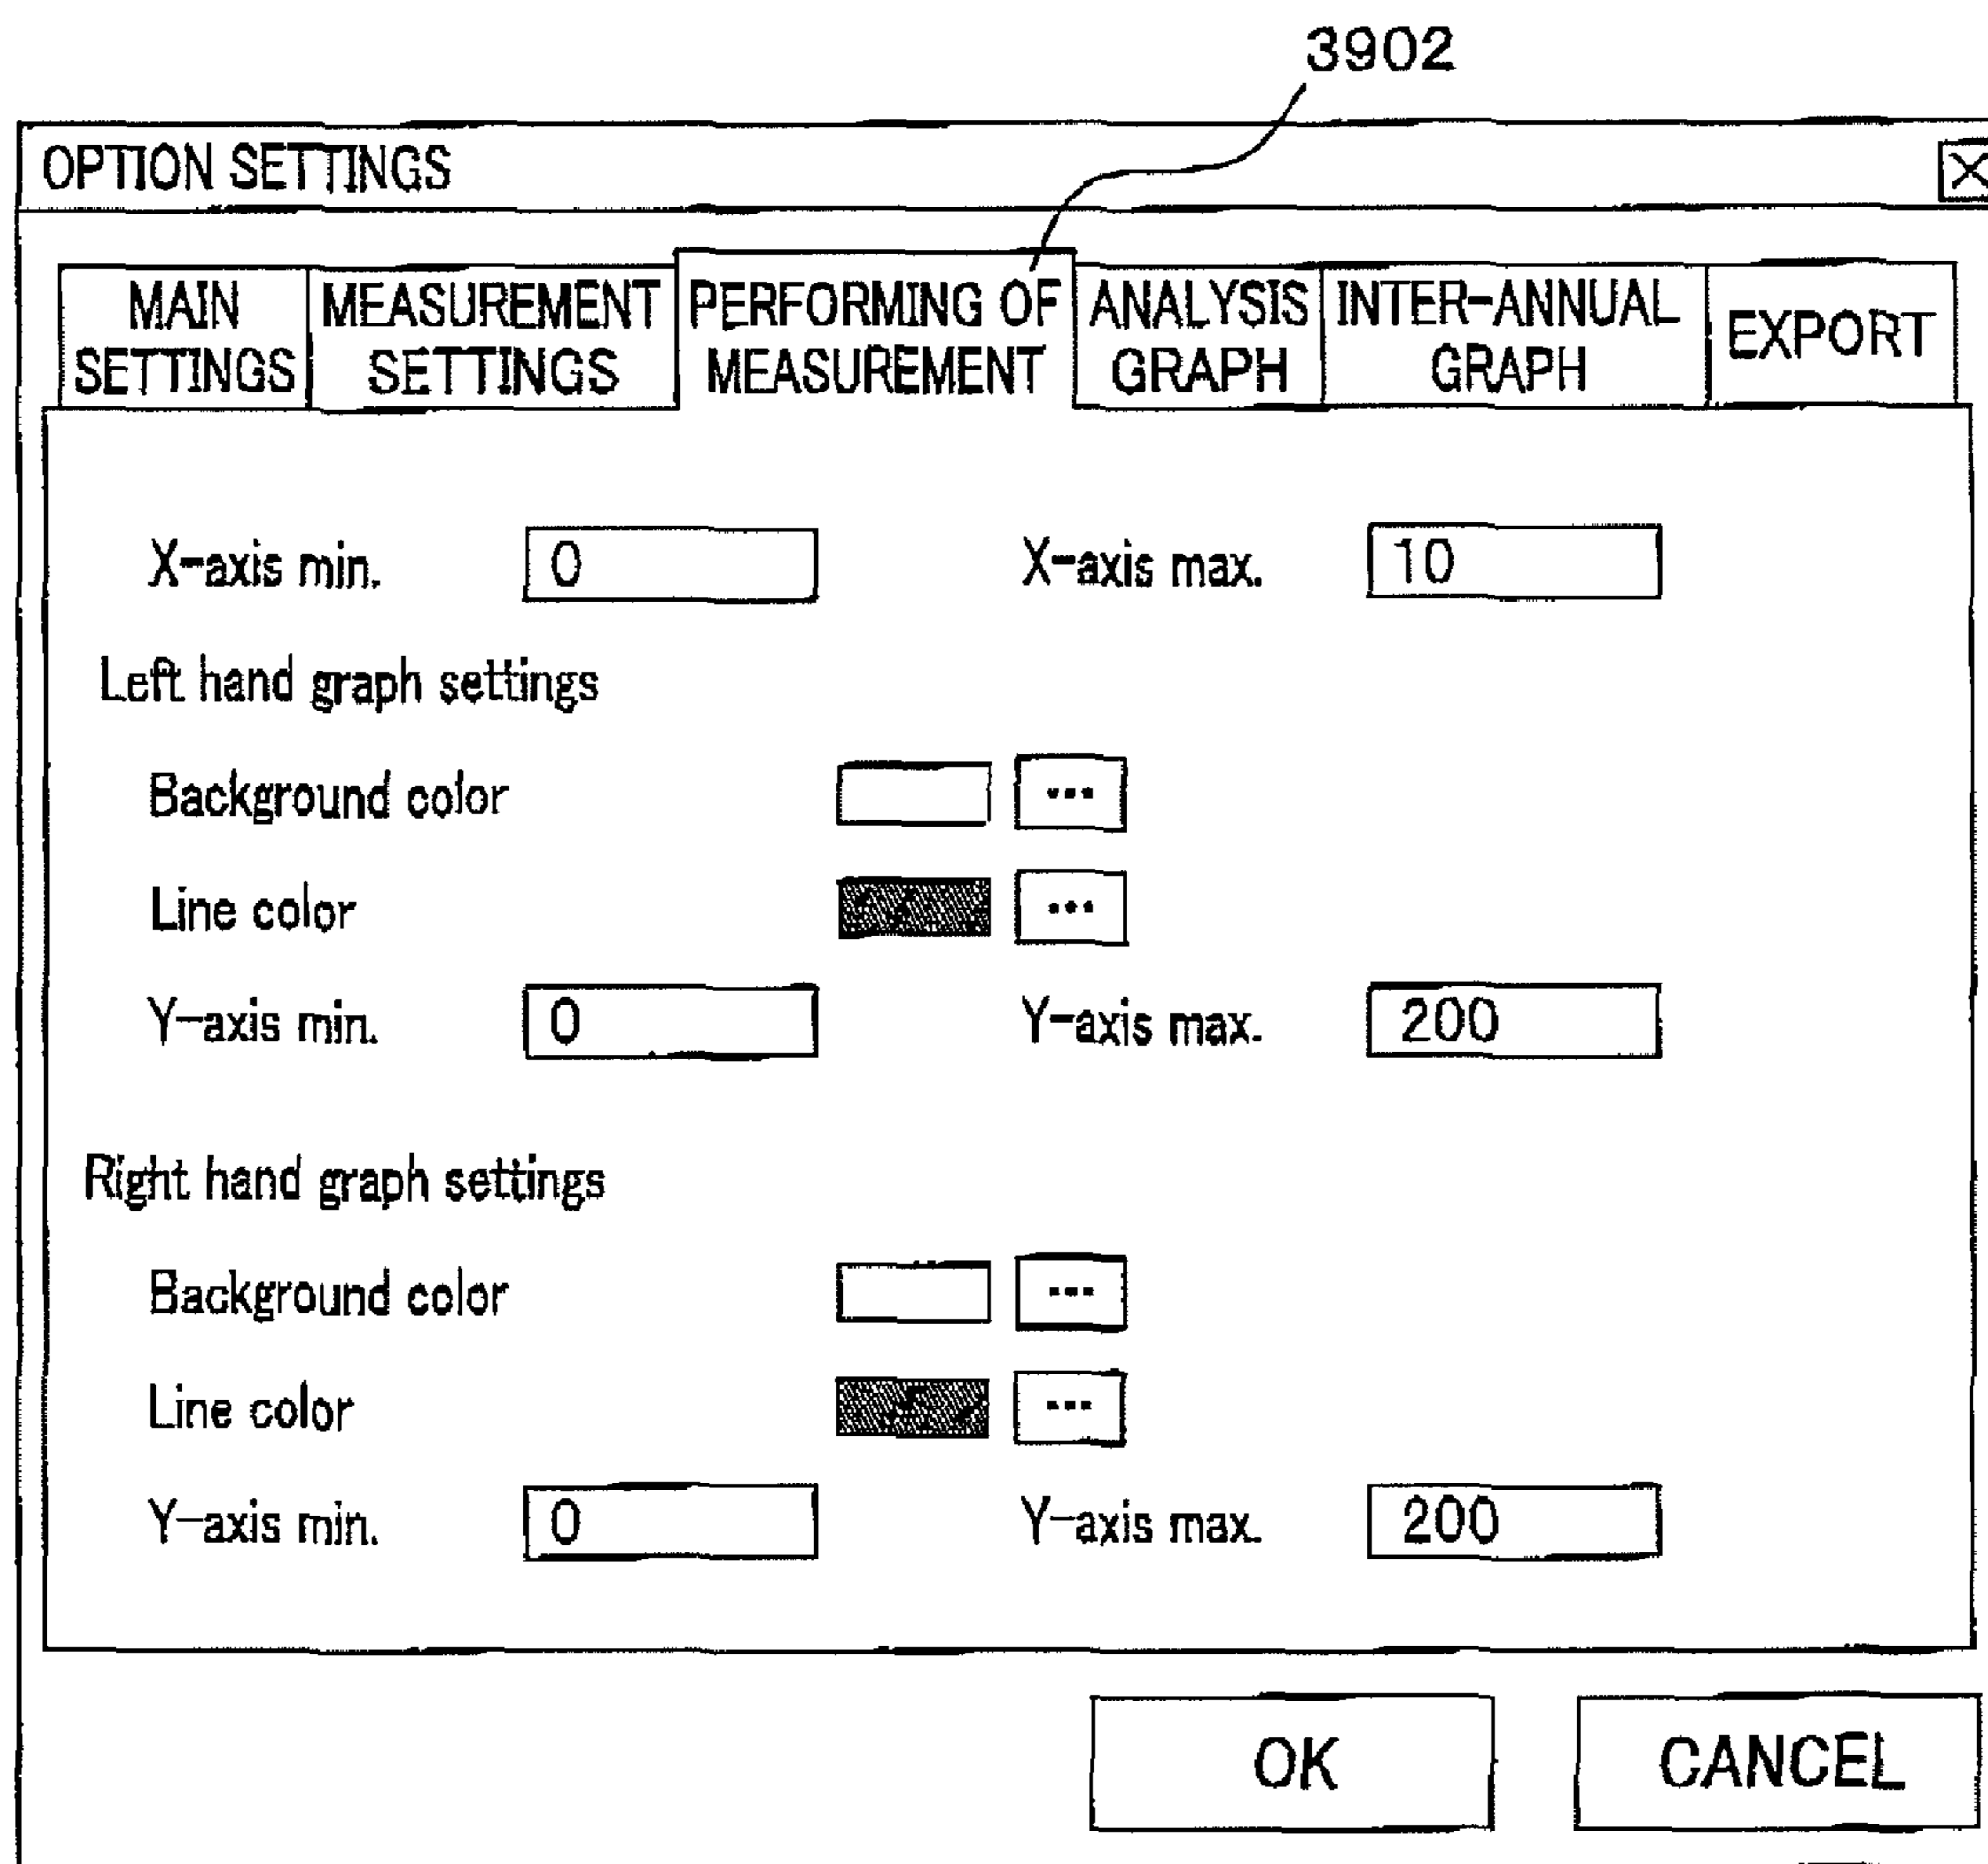 3902
OPTION SETTINGS
MAIN SETTINGS
MEASUREMENT SETTINGS
PERFORMING OF MEASUREMENT
ANALYSIS GRAPH
INTER-ANNUAL GRAPH
EXPORT
X-axis min. 0 X-axis max. 10
Left hand graph settings
Background color ...
Line color ...
Y-axis min. 0 Y-axis max. 200
Right hand graph settings
Background color ...
Line color ...
Y-axis min. 0 Y-axis max. 200
OK CANCEL